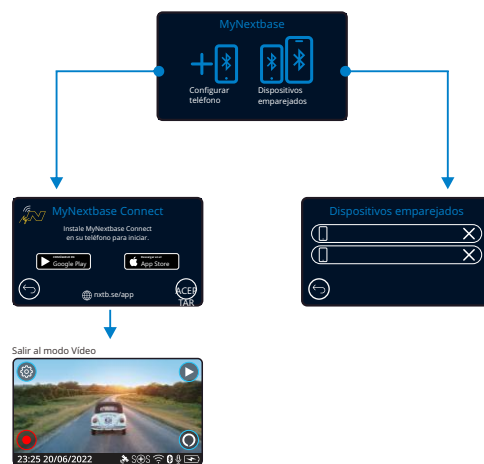 MyNextbase
Configurar
teléfono
Dispositivos
emparejados
MyNextbase Connect
Instale MyNextbase Connect
en su teléfono para iniciar.
Google Play
App Store
nxtb.se/app
ACEP
TAR
Dispositivos emparejados
Salir al modo Vídeo
23:25 20/06/2022
SOS